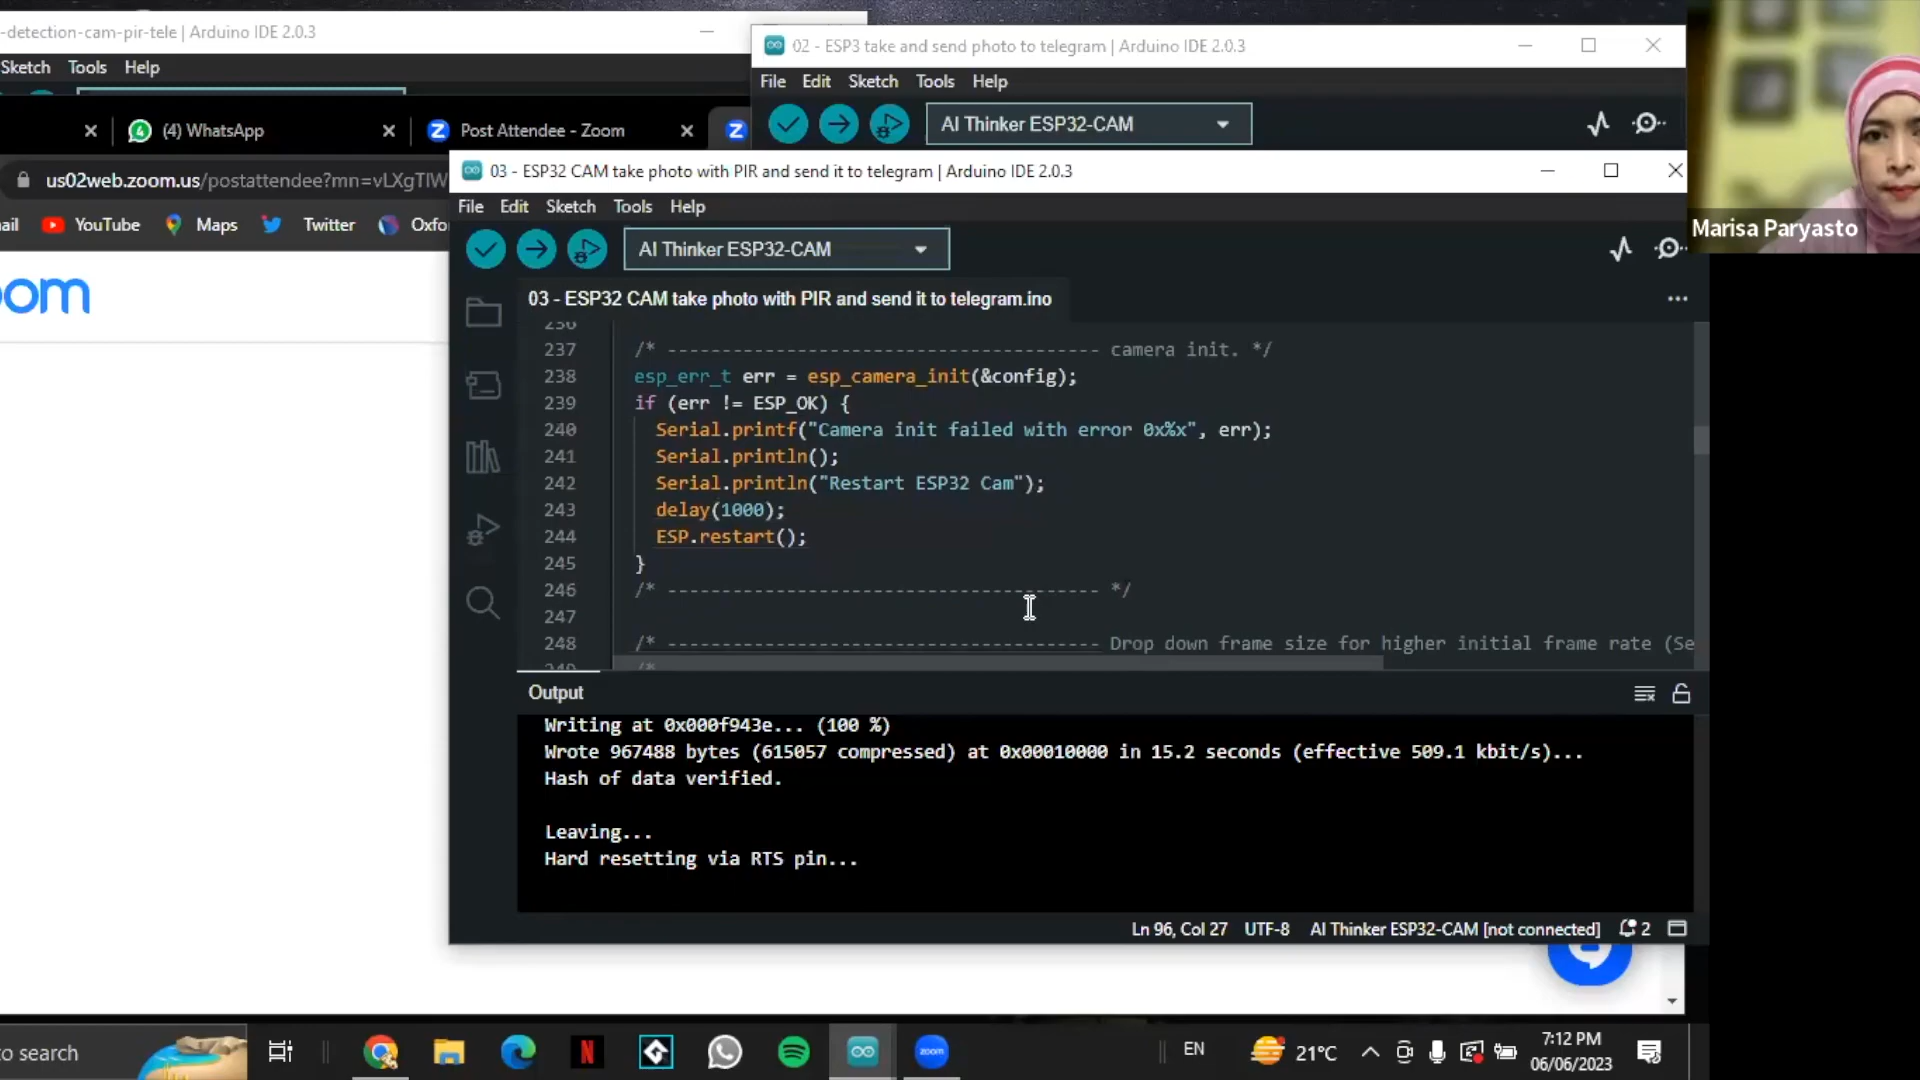 -detection-cam-pir-tele | Arduino IDE 2.0.3
Sketch Tools Help
02 - ESP3 take and send photo to telegram | Arduino IDE 2.0.3
File Edit Sketch Tools Help
AI Thinker ESP32-CAM
(4) WhatsApp
Post Attendee - Zoom
us02web.zoom.us/postattendee?mn=vLXgTlW
YouTube Maps Twitter Oxfo
oom
03 - ESP32 CAM take photo with PIR and send it to telegram | Arduino IDE 2.0.3
File Edit Sketch Tools Help
AI Thinker ESP32-CAM
03 - ESP32 CAM take photo with PIR and send it to telegram.ino
236
237 /* ---------------------------------------- camera init. */
238 esp_err_t err = esp_camera_init(&config);
239 if (err != ESP_OK) {
240 Serial.printf("Camera init failed with error 0x%x", err);
241 Serial.println();
242 Serial.println("Restart ESP32 Cam");
243 delay(1000);
244 ESP.restart();
245 }
246 /* ---------------------------------------- */
247
248 /* ---------------------------------------- Drop down frame size for higher initial frame rate (Se
249 /*
Output
Writing at 0x000f943e... (100 %)
Wrote 967488 bytes (615057 compressed) at 0x00010000 in 15.2 seconds (effective 509.1 kbit/s)...
Hash of data verified.
Leaving...
Hard resetting via RTS pin...
Ln 96, Col 27 UTF-8 AI Thinker ESP32-CAM [not connected] 2
Marisa Paryasto
to search
zoom
EN
21°C
7:12 PM
06/06/2023